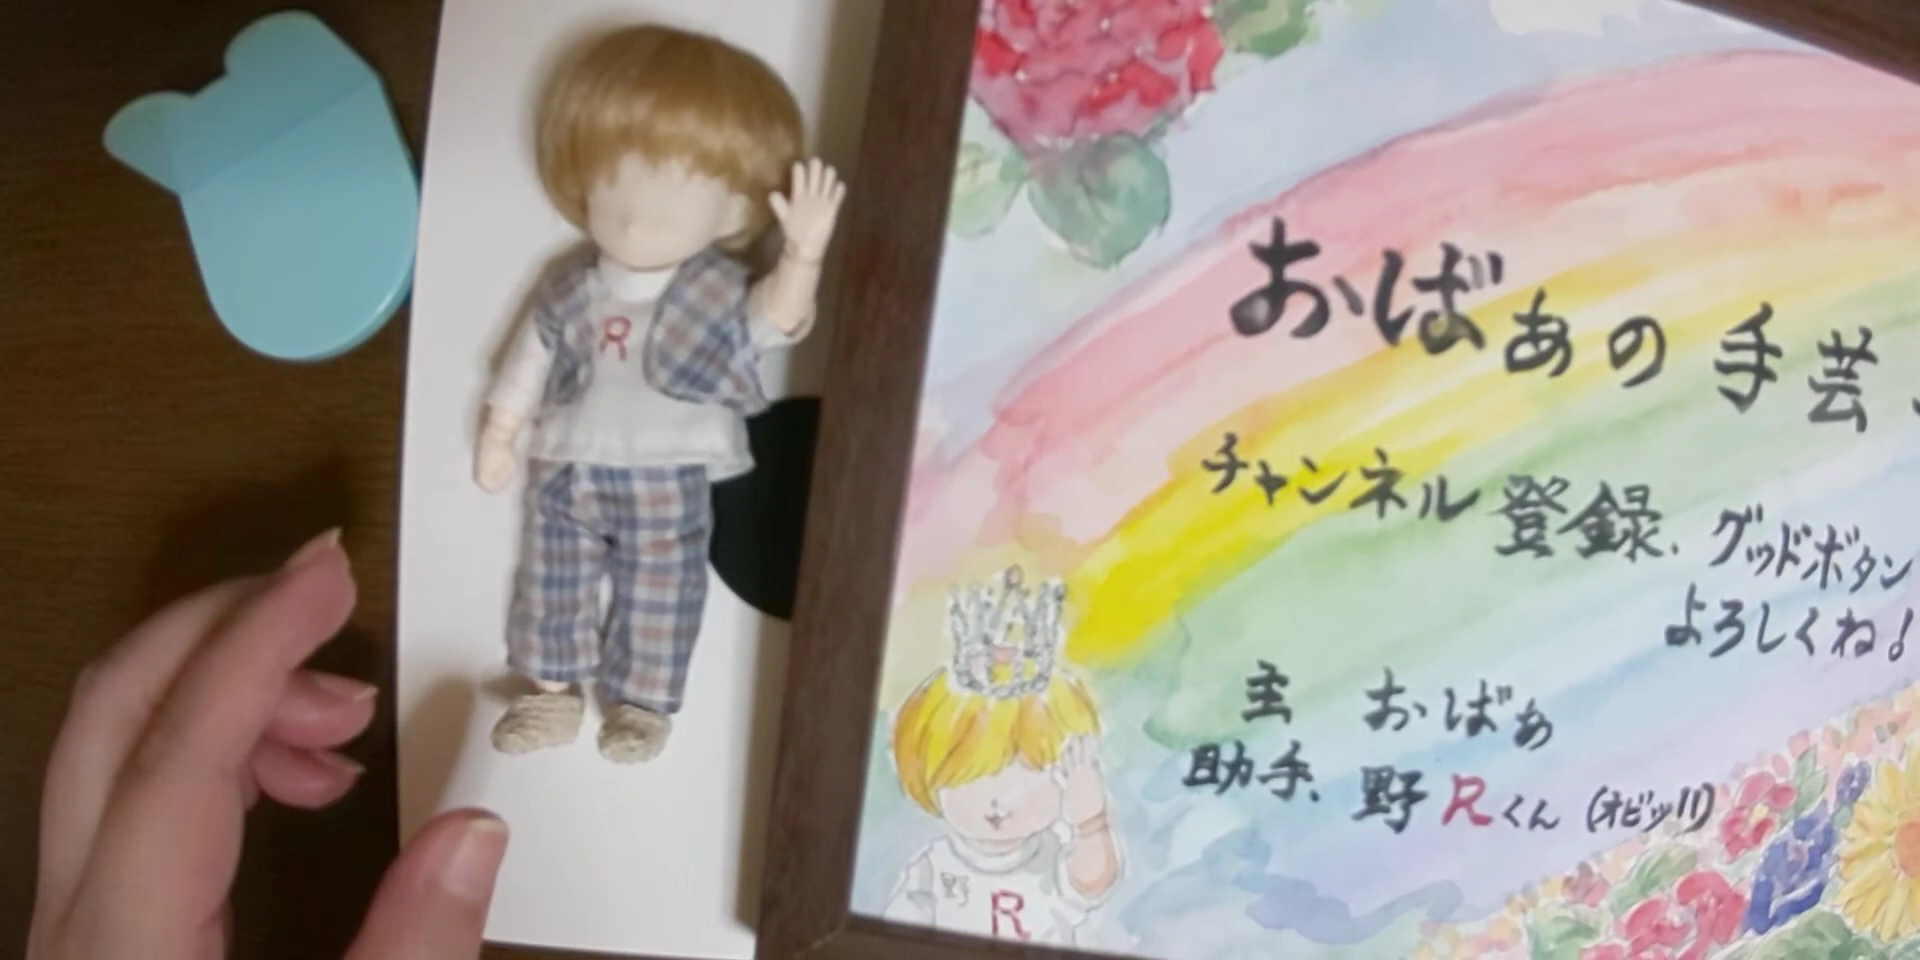 R
おばあの手芸
チャンネル登録、グッドボタン
よろしくね!
主 おばぁ
助手、野Rくん(オビツ11)
野
R